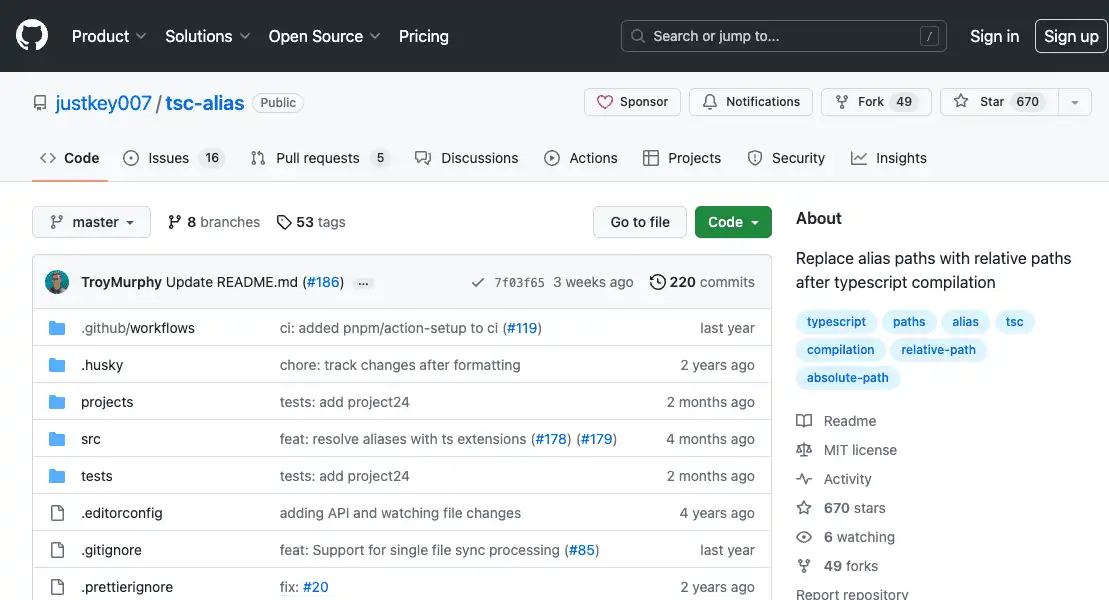 Product Solutions Open Source Pricing Search or jump to... / Sign in Sign up
justkey007 / tsc-alias Public Sponsor Notifications Fork 49 Star 670
Code Issues 16 Pull requests 5 Discussions Actions Projects Security Insights
master 8 branches 53 tags Go to file Code
TroyMurphy Update README.md (#186) ... 7f03f65 3 weeks ago 220 commits
.github/workflows ci: added pnpm/action-setup to ci (#119) last year
.husky chore: track changes after formatting 2 years ago
projects tests: add project24 2 months ago
src feat: resolve aliases with ts extensions (#178) (#179) 4 months ago
tests tests: add project24 2 months ago
.editorconfig adding API and watching file changes 4 years ago
.gitignore feat: Support for single file sync processing (#85) last year
.prettierignore fix: #20 2 years ago
About
Replace alias paths with relative paths
after typescript compilation
typescript paths alias tsc
compilation relative-path
absolute-path
Readme
MIT license
Activity
670 stars
6 watching
49 forks
Report repository